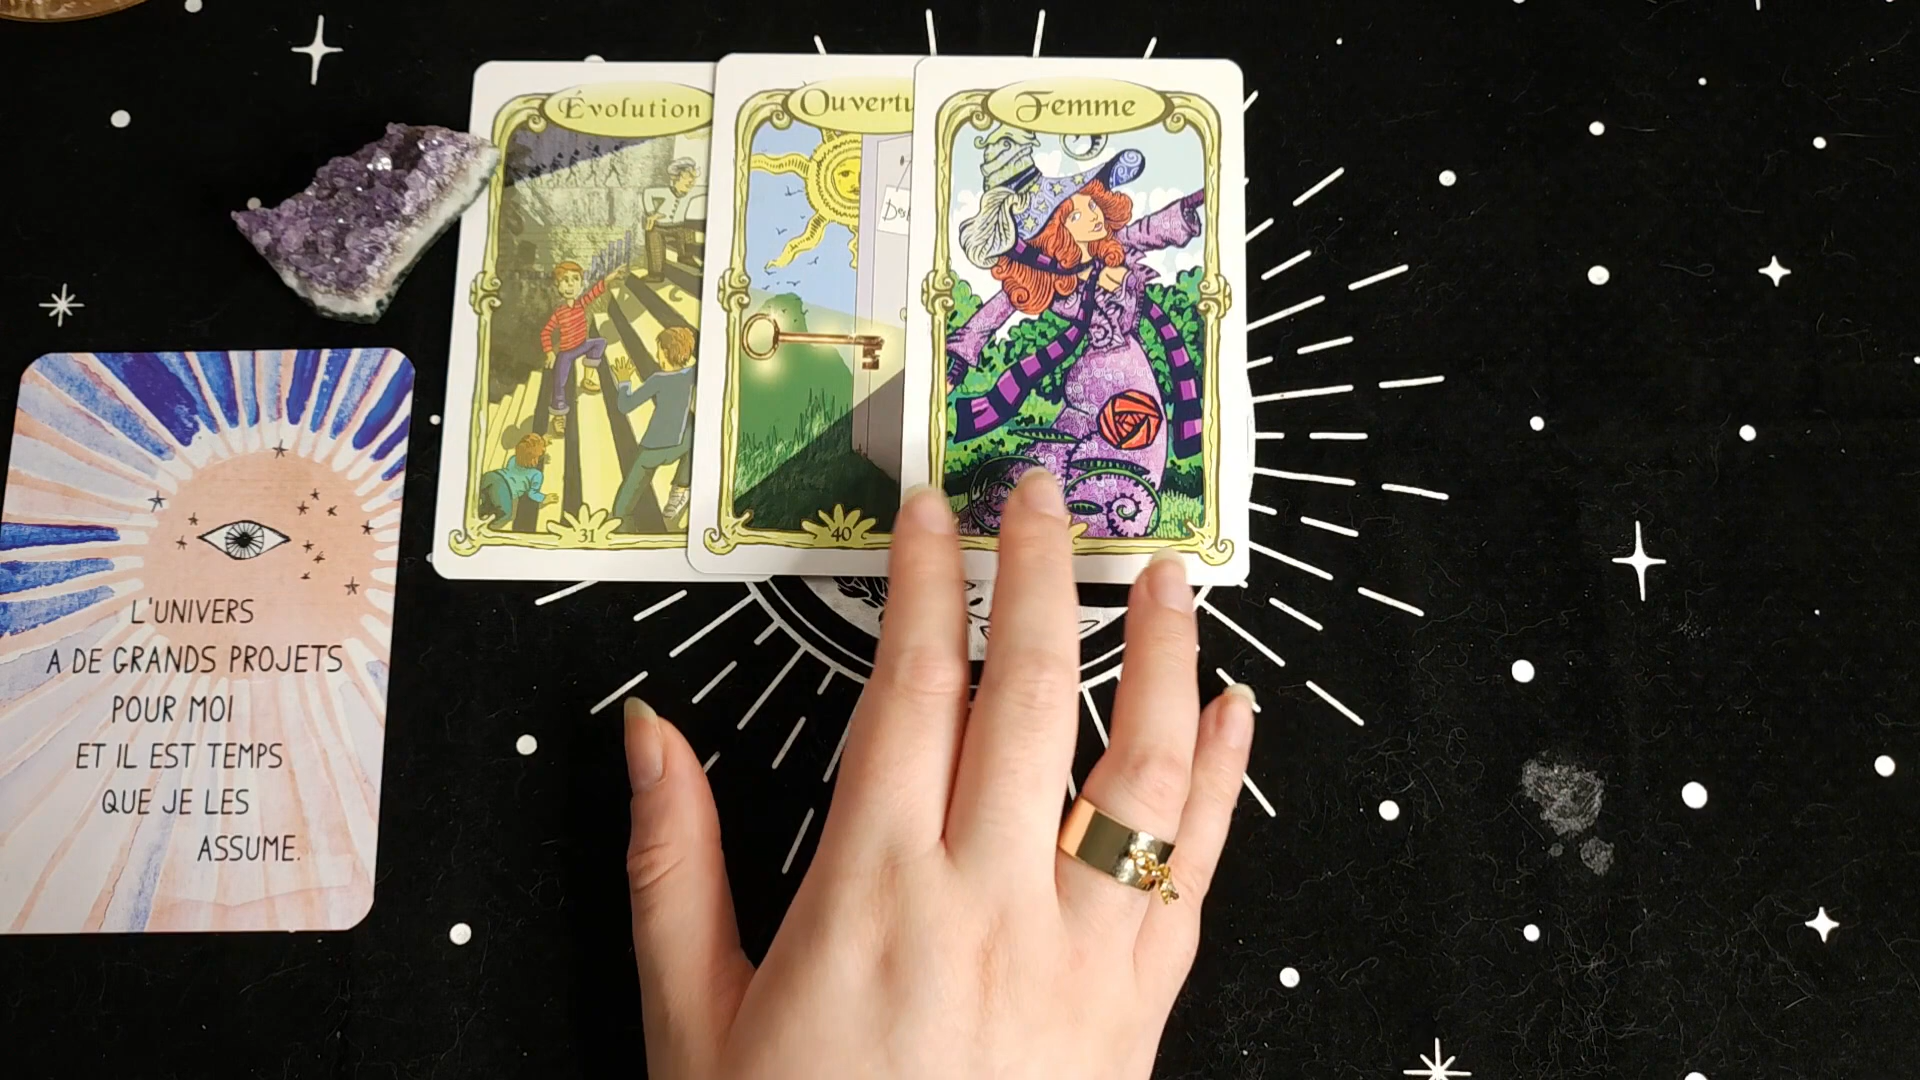 Évolution
Ouvertu
Femme
31
40
L'UNIVERS
A DE GRANDS PROJETS
POUR MOI
ET IL EST TEMPS
QUE JE LES
ASSUME.